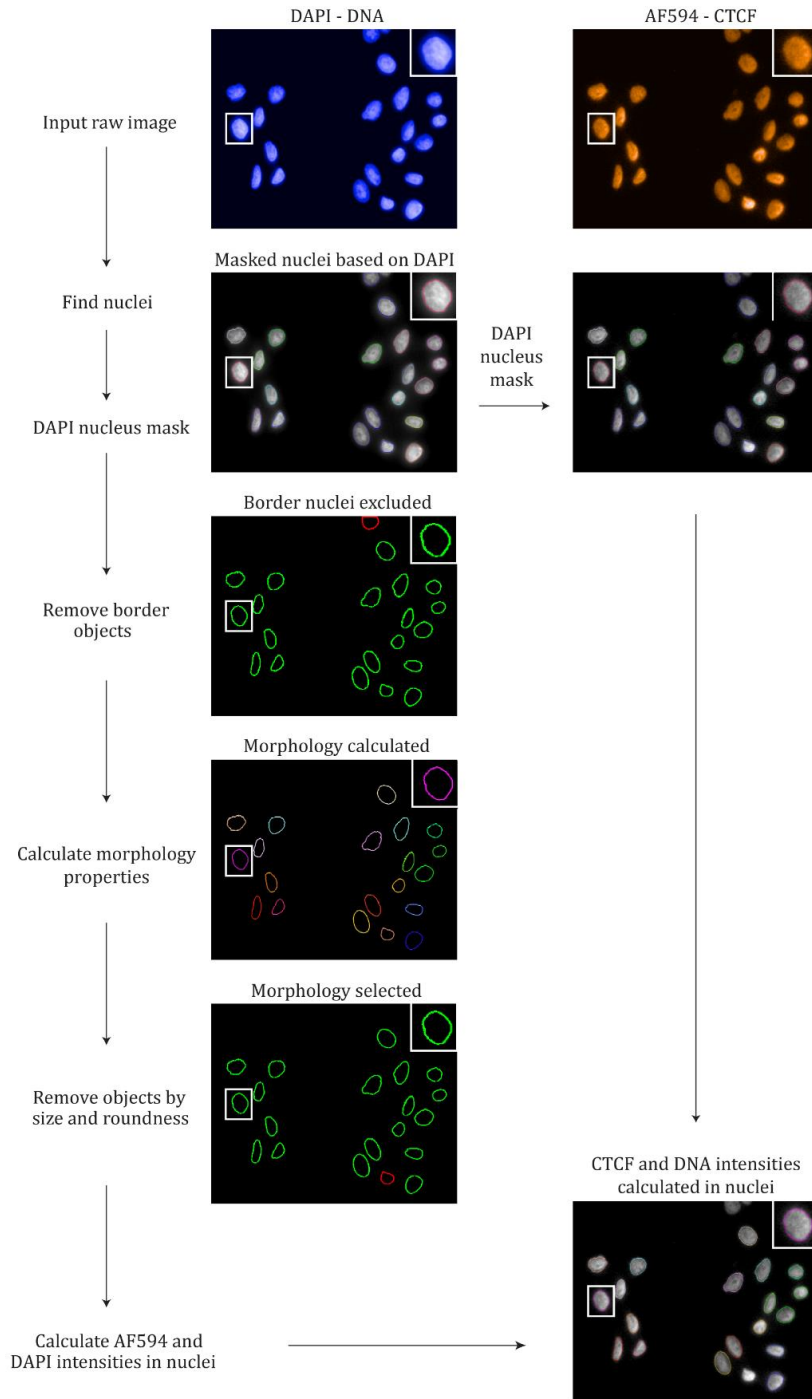 DAPI - DNA
AF594 - CTCF
Input raw image
Masked nuclei based on DAPI
Find nuclei
DAPI
nucleus
mask
DAPI nucleus mask
Border nuclei excluded
Remove border
objects
Morphology calculated
Calculate morphology
properties
Morphology selected
Remove objects by
size and roundness
CTCF and DNA intensities
calculated in nuclei
Calculate AF594 and
DAPI intensities in nuclei